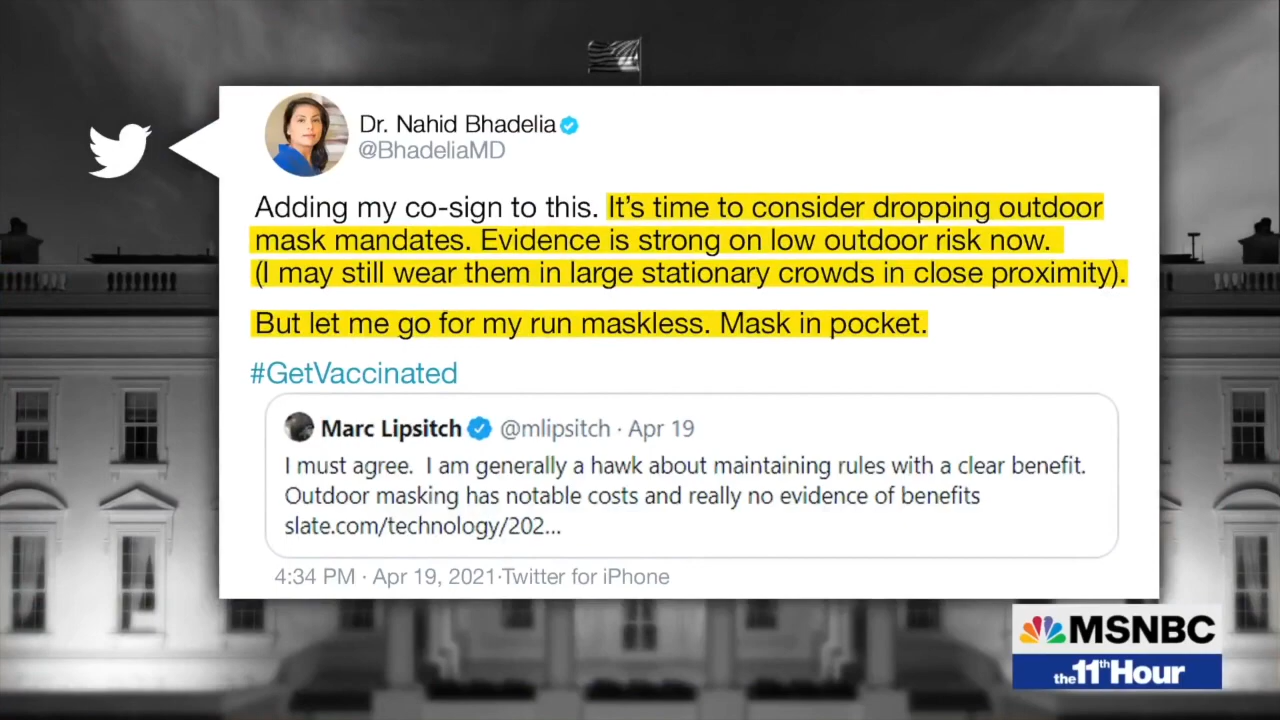 Dr. Nahid Bhadelia
@BhadeliaMD
Adding my co-sign to this. It's time to consider dropping outdoor
mask mandates. Evidence is strong on low outdoor risk now.
(I may still wear them in large stationary crowds in close proximity).
But let me go for my run maskless. Mask in pocket.
#GetVaccinated
Marc Lipsitch @mlipsitch · Apr 19
I must agree. I am generally a hawk about maintaining rules with a clear benefit.
Outdoor masking has notable costs and really no evidence of benefits
slate.com/technology/202...
4:34 PM · Apr 19, 2021·Twitter for iPhone
MSNBC
the 11th Hour